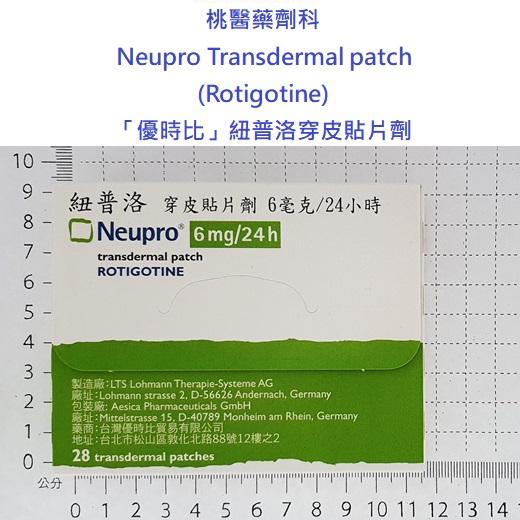 桃醫藥劑科
Neupro Transdermal patch
(Rotigotine)
「優時比」紐普洛穿皮貼片劑
紐普洛 穿皮貼片劑 6毫克/24小時
Neupro® 6 mg/24 h
transdermal patch
ROTIGOTINE
製造廠:LTS Lohmann Therapie-Systeme AG
廠址:Lohmann strasse 2, D-56626 Andernach, Germany
包裝廠: Aesica Pharmaceuticals GmbH
廠址:Mittelstrasse 15, D-40789 Monheim am Rhein, Germany
藥商:台灣優時比貿易有限公司
地址:台北市松山區敦化北路88號12樓之2
28 transdermal patches
10
9
8
7
6
5
4
3
2
1
0
公分
0 1 2 3 4 5 6 7 8 9 10 11 12 13 14